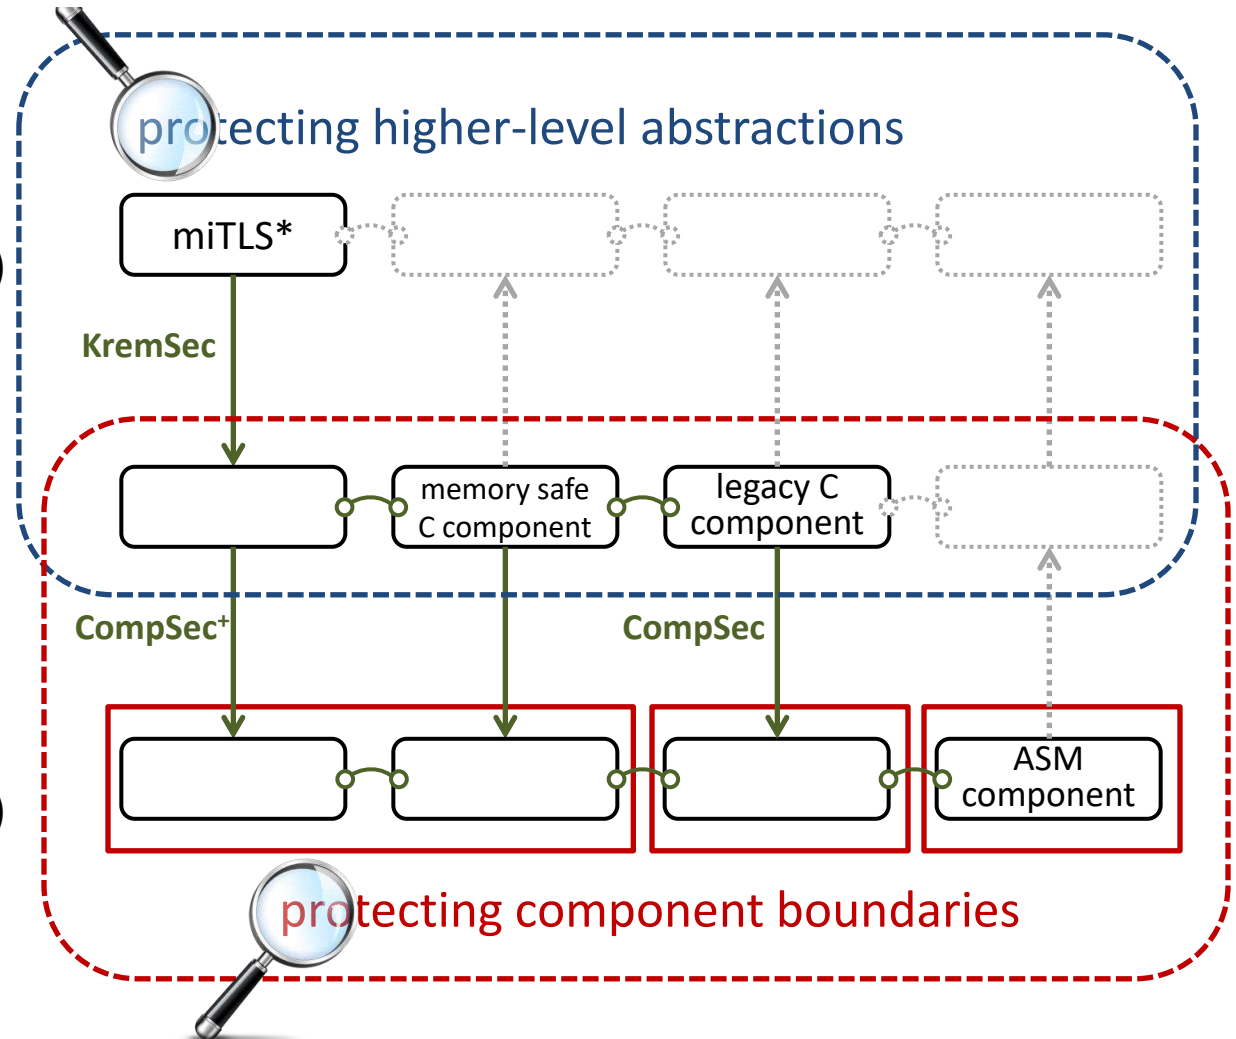 protecting higher-level abstractions
miTLS*
KremSec
memory safe
C component
legacy C
component
CompSec⁺
CompSec
ASM
component
protecting component boundaries